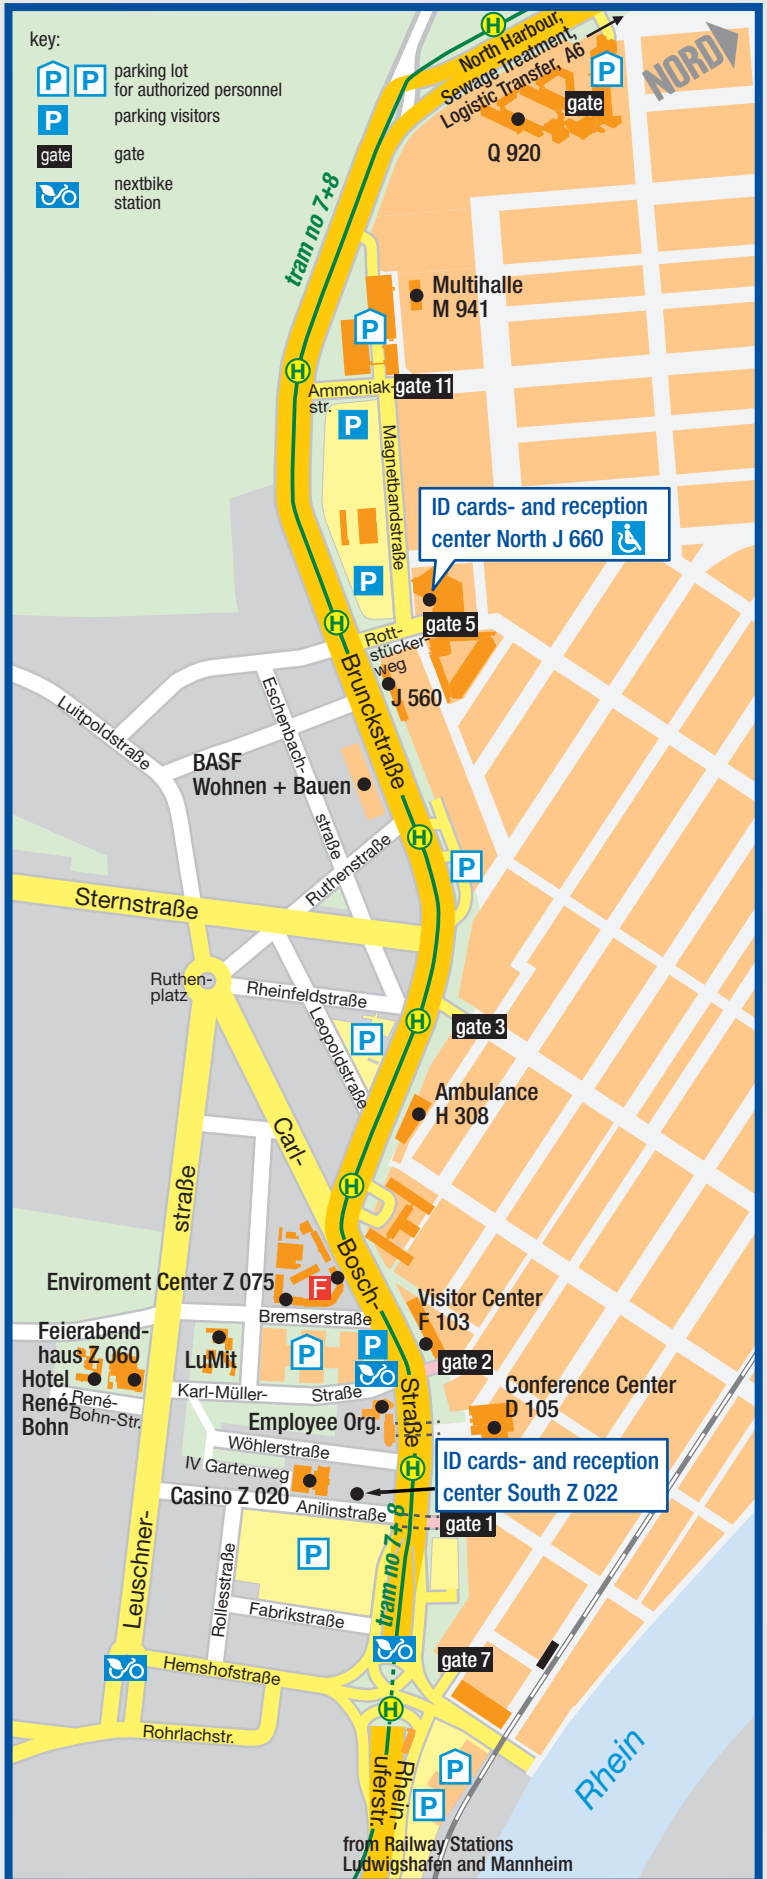 key:
P P parking lot
for authorized personnel
P parking visitors
gate gate
nextbike
station
H
North Harbour,
Sewage Treatment,
Logistic Transfer, A6
P
gate
NORD
Q 920
tram no 7+8
Multihalle
M 941
P
H
Ammoniak-
str.
gate 11
P
Magnetbandstraße
ID cards- and reception
center North J 660
P
H
gate 5
Rott-
stücker-
weg
J 560
Brunckstraße
Luitpoldstraße
Eschenbach-
straße
BASF
Wohnen + Bauen
H
Ruthenstraße
P
Sternstraße
Ruthen-
platz
Rheinfeldstraße
Leopoldstraße
P
H
gate 3
Ambulance
H 308
Carl-
H
straße
Bosch-
Enviroment Center Z 075
F
Visitor Center
F 103
Bremserstraße
Feierabend-
haus Z 060
LuMit
P
P
gate 2
Hotel
René-
Bohn
René-
Bohn-Str.
Karl-Müller-
Straße
Straße
Conference Center
D 105
Employee Org.
Wöhlerstraße
H
IV Gartenweg
ID cards- and reception
center South Z 022
Casino Z 020
Anilinstraße
gate 1
P
tram no 7+8
Leuschner-
Rollesstraße
Fabrikstraße
Hemshofstraße
gate 7
H
Rohrlachstr.
Rhein-
uferstr.
P
P
Rhein
from Railway Stations
Ludwigshafen and Mannheim